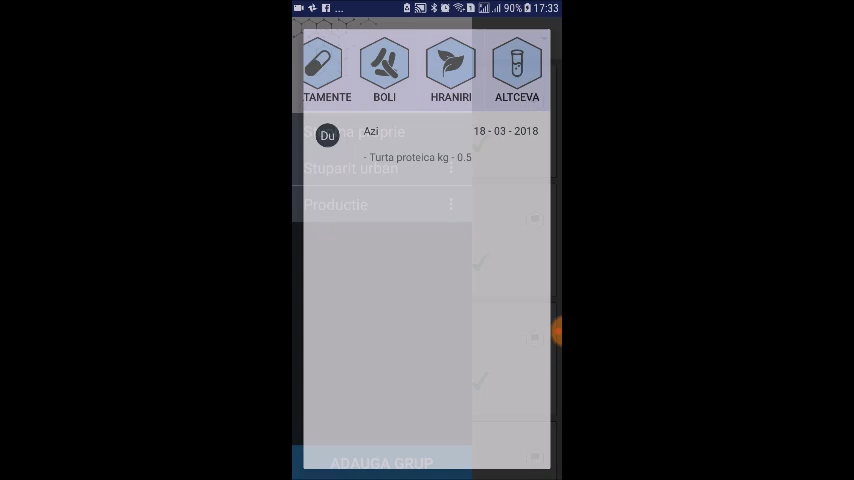 ... 90% 17:33
TAMENTE BOLI HRANIRI ALTCEVA
Du Azi 18 - 03 - 2018
- Turta proteica kg - 0.5
Stuparit urban
Productie
ADAUGA GRUP